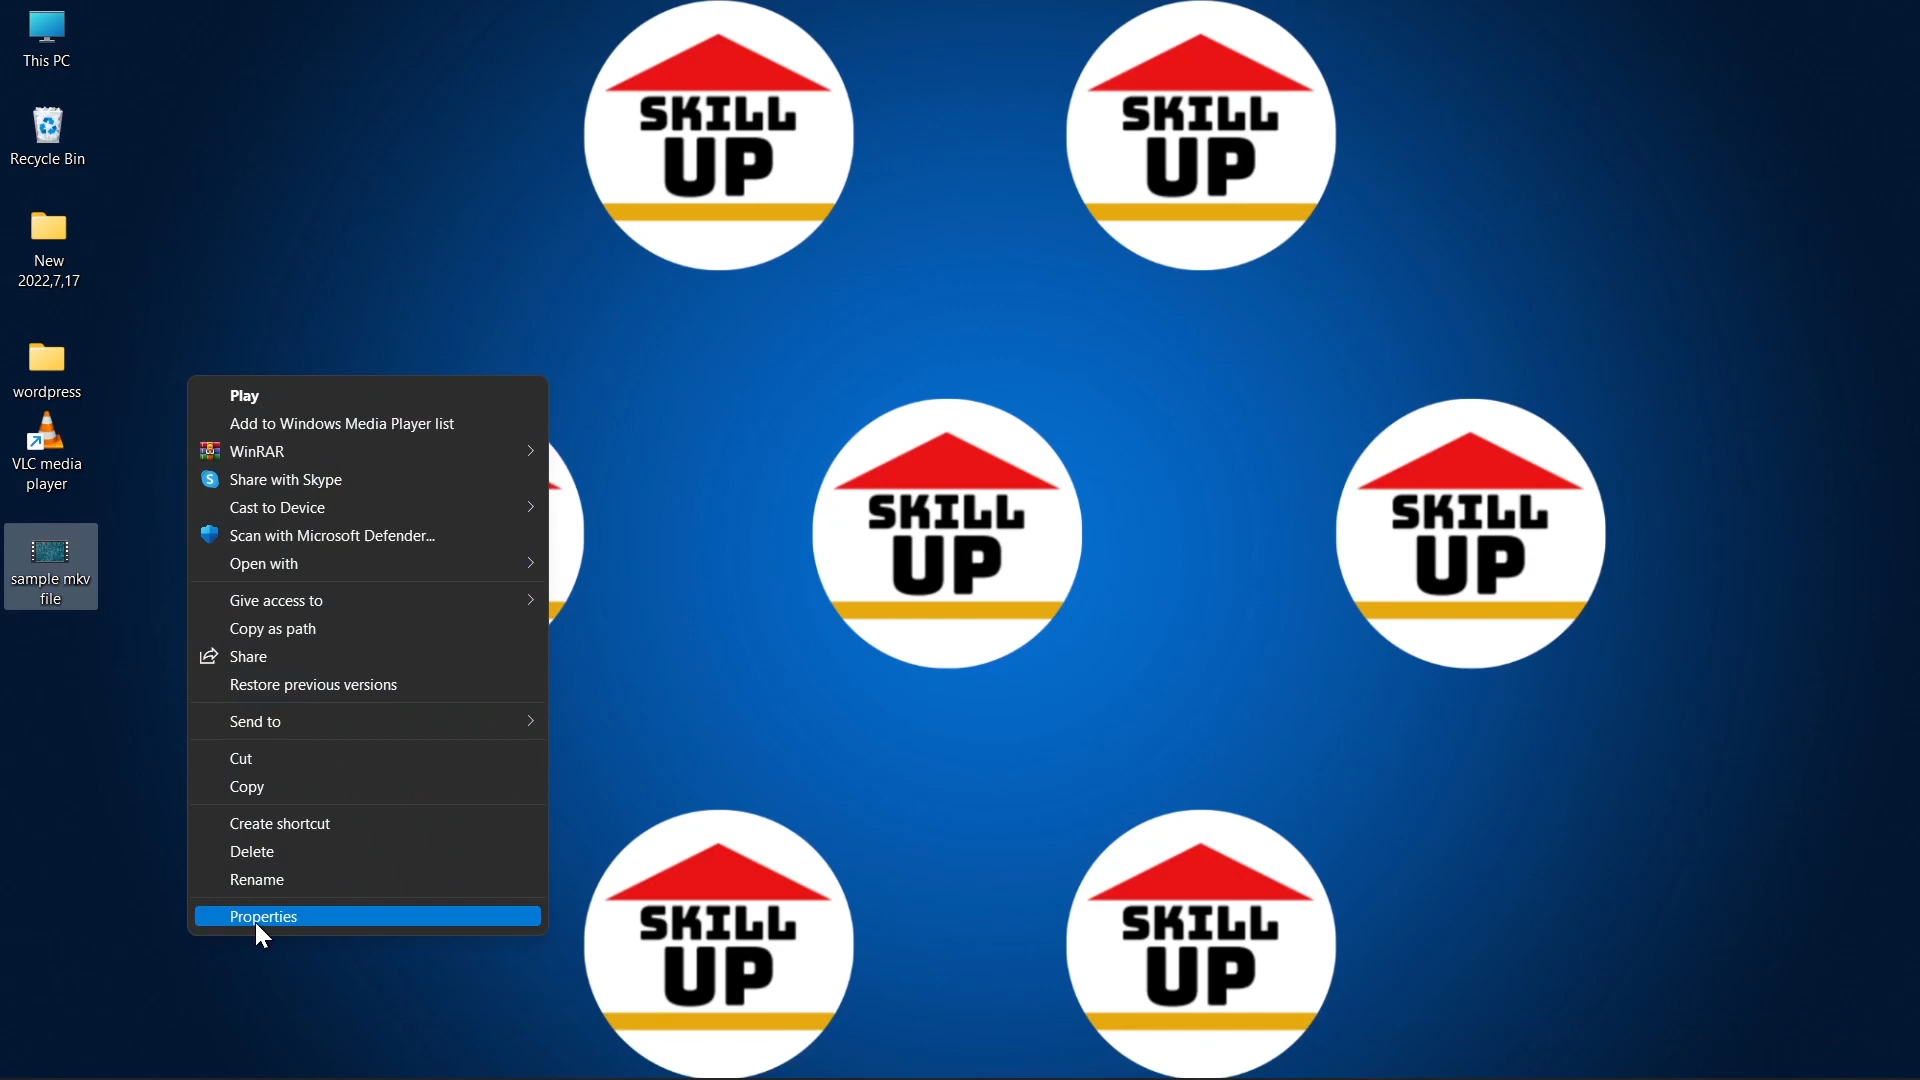 This PC
Recycle Bin
New
2022,7,17
wordpress
VLC media
player
sample mkv
file
Play
Add to Windows Media Player list
WinRAR
Share with Skype
Cast to Device
Scan with Microsoft Defender...
Open with
Give access to
Copy as path
Share
Restore previous versions
Send to
Cut
Copy
Create shortcut
Delete
Rename
Properties
SKILL
UP
SKILL
UP
SKILL
UP
SKILL
UP
SKILL
UP
SKILL
UP